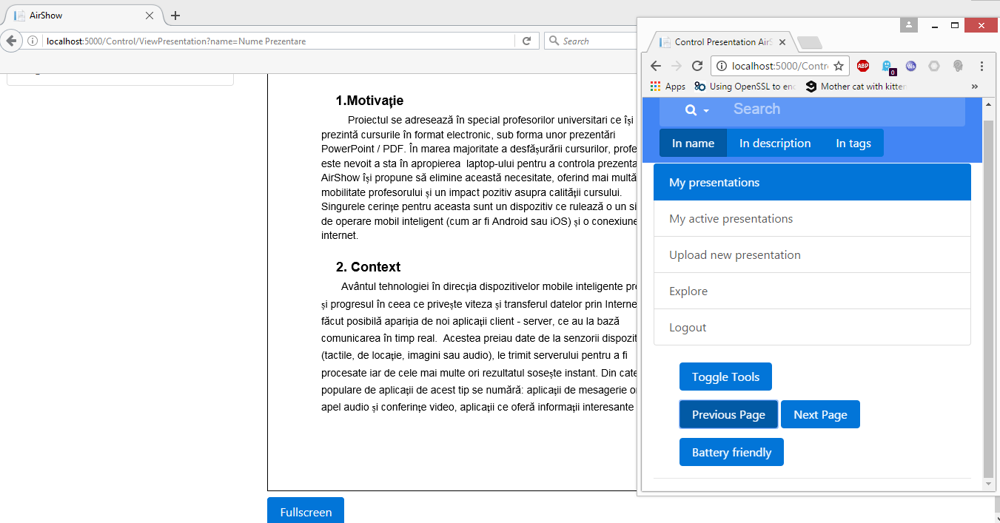 AirShow
localhost:5000/Control/ViewPresentation?name=Nume Prezentare
Search
1.Motivație
Proiectul se adresează în special profesorilor universitari ce își
prezintă cursurile în format electronic, sub forma unor prezentări
PowerPoint / PDF. În marea majoritate a desfășurării cursurilor, profe
este nevoit a sta în apropierea laptop-ului pentru a controla prezenta
AirShow își propune să elimine această necesitate, oferind mai multă
mobilitate profesorului și un impact pozitiv asupra calității cursului.
Singurele cerințe pentru aceasta sunt un dispozitiv ce rulează o un si
de operare mobil inteligent (cum ar fi Android sau iOS) și o conexiune
internet.
2. Context
Avântul tehnologiei în direcția dispozitivelor mobile inteligente pre
și progresul în ceea ce privește viteza și transferul datelor prin Interne
făcut posibilă apariția de noi aplicații client - server, ce au la bază
comunicarea în timp real. Acestea preiau date de la senzorii dispozit
(tactile, de locație, imagini sau audio), le trimit serverului pentru a fi
procesate iar de cele mai multe ori rezultatul sosește instant. Din cate
populare de aplicații de acest tip se numără: aplicații de mesagerie o
apel audio și conferințe video, aplicații ce oferă informații interesante
Fullscreen
Control Presentation AirS
localhost:5000/Contro
ABP
0
Ws
Apps
Using OpenSSL to enc
Mother cat with kitten
»
Search
In name
In description
In tags
My presentations
My active presentations
Upload new presentation
Explore
Logout
Toggle Tools
Previous Page
Next Page
Battery friendly